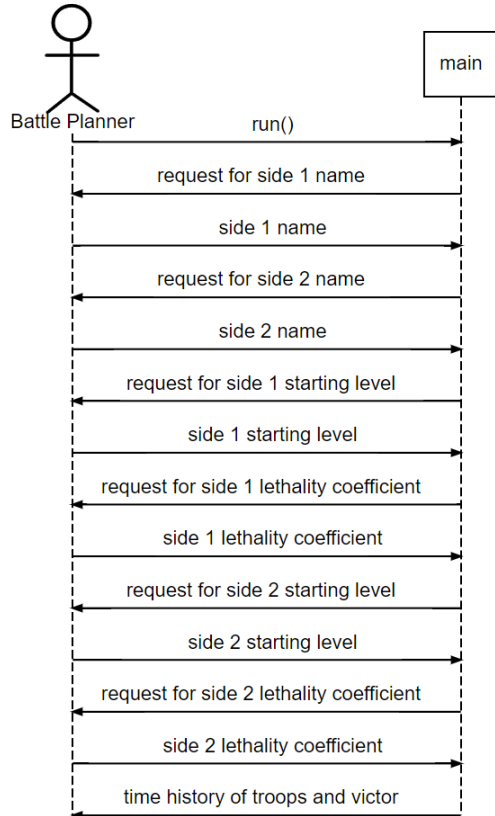 main
Battle Planner
run()
request for side 1 name
side 1 name
request for side 2 name
side 2 name
request for side 1 starting level
side 1 starting level
request for side 1 lethality coefficient
side 1 lethality coefficient
request for side 2 starting level
side 2 starting level
request for side 2 lethality coefficient
side 2 lethality coefficient
time history of troops and victor